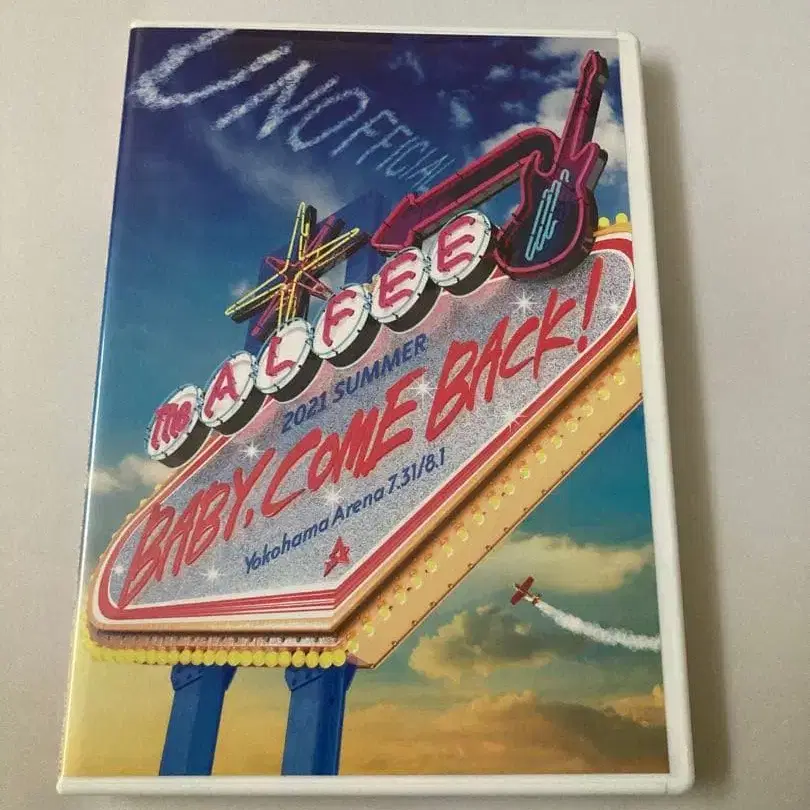 UNOFFICIAL
The ALFEE
2021 SUMMER
BABY, COME BACK!
Yokohama Arena 7.31/8.1